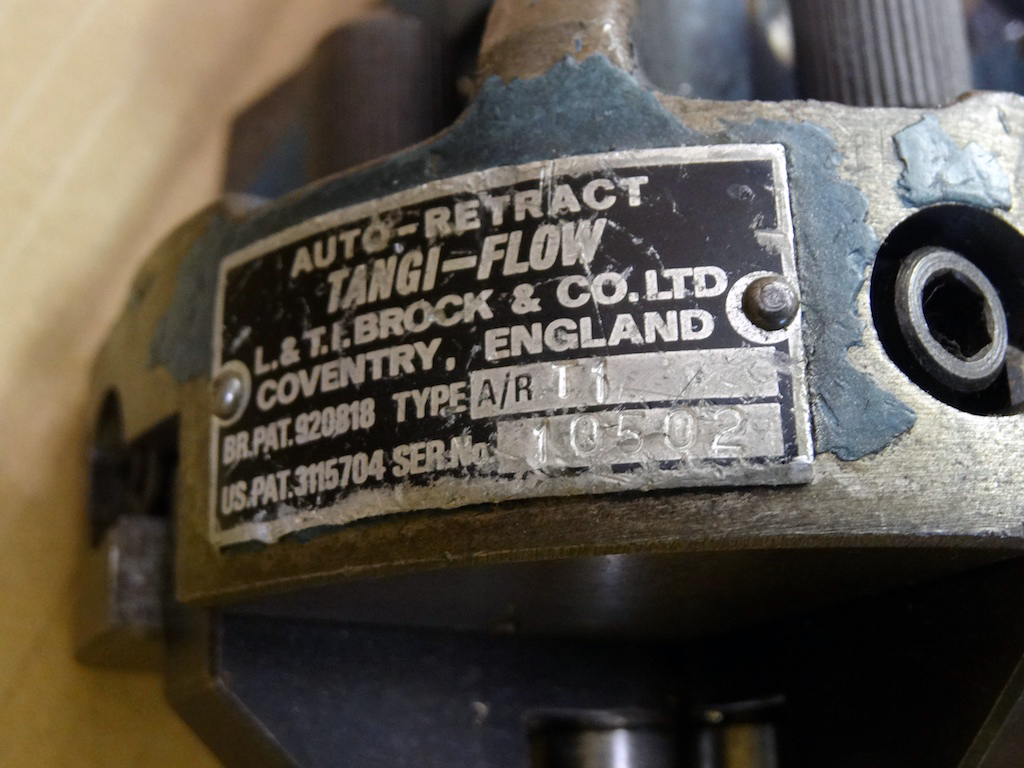 AUTO-RETRACT
TANGI-FLOW
L. & T.I. BROCK & CO. LTD
COVENTRY, ENGLAND
BR. PAT. 920818 TYPE A/R T1
US. PAT. 3115704 SER. No. 10502